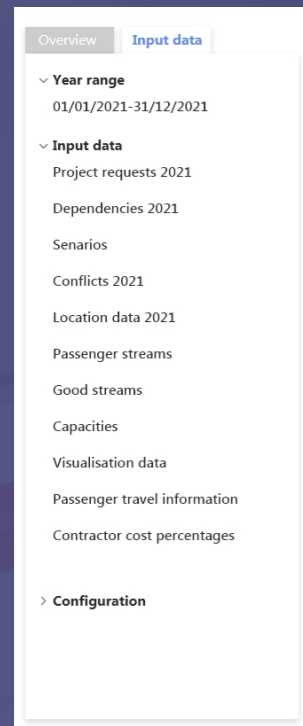 Overview Input data
Year range
01/01/2021-31/12/2021
Input data
Project requests 2021
Dependencies 2021
Senarios
Conflicts 2021
Location data 2021
Passenger streams
Good streams
Capacities
Visualisation data
Passenger travel information
Contractor cost percentages
Configuration